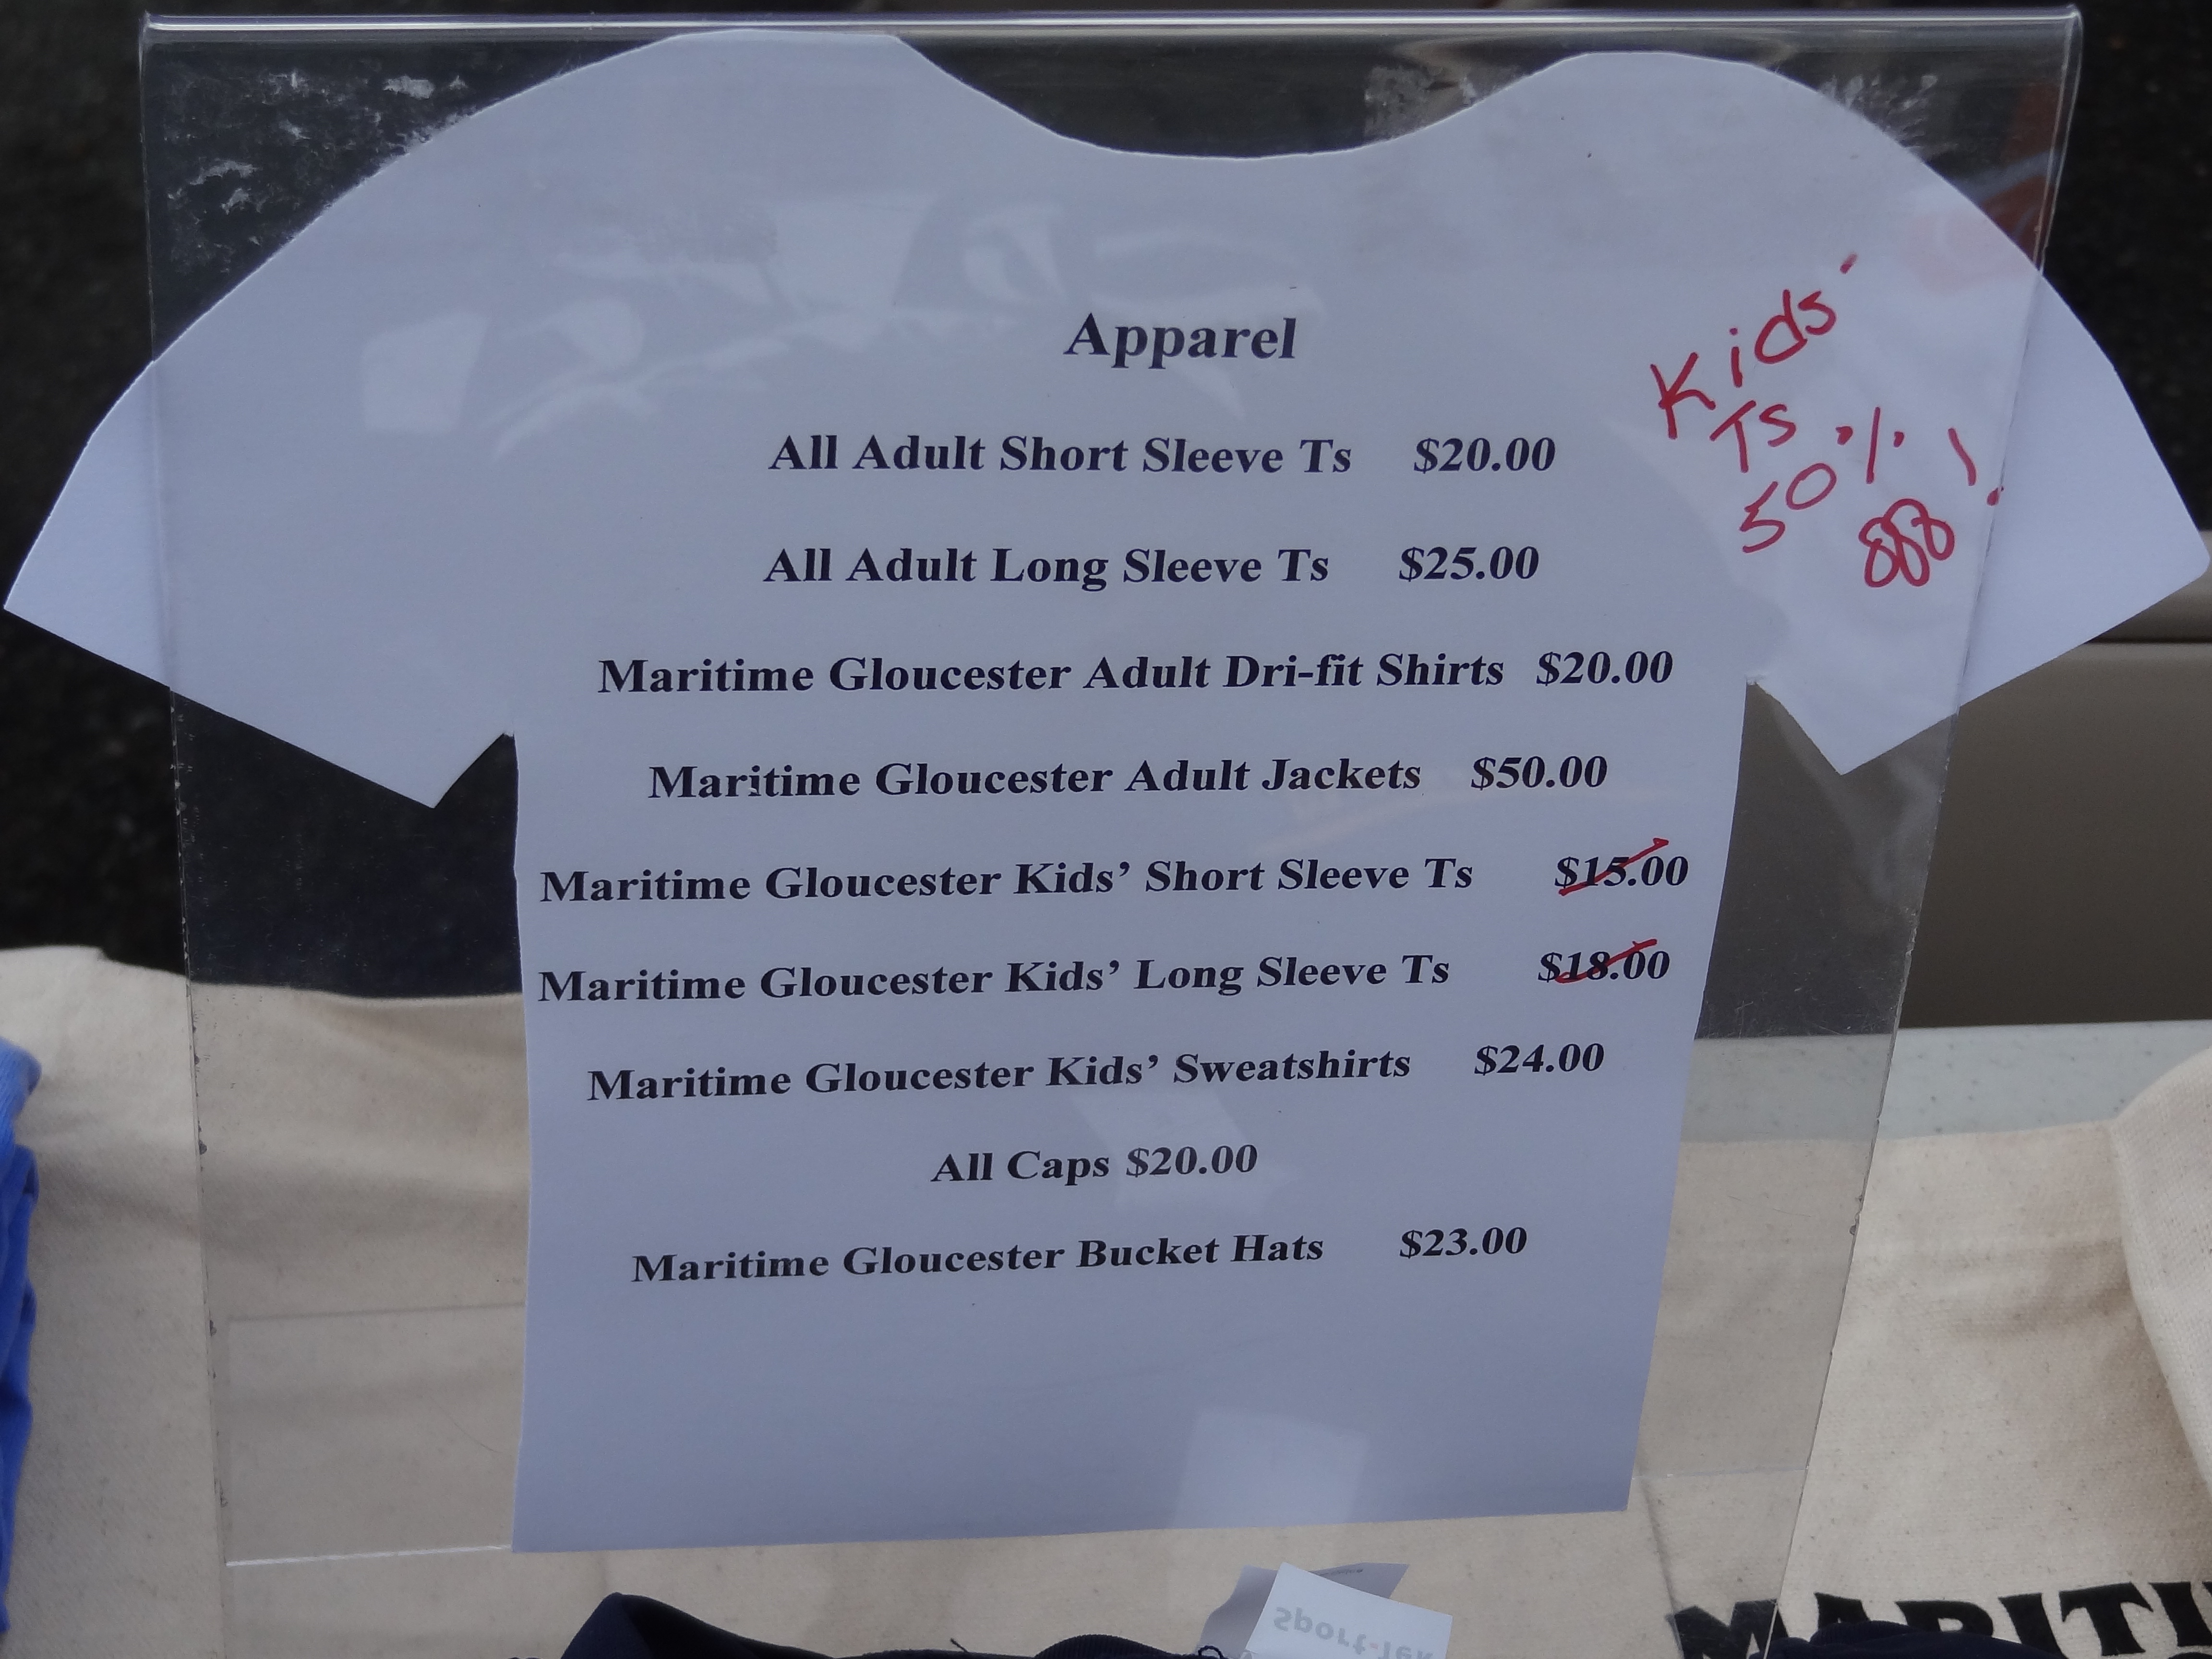 Apparel
All Adult Short Sleeve Ts $20.00
All Adult Long Sleeve Ts $25.00
Maritime Gloucester Adult Dri-fit Shirts $20.00
Maritime Gloucester Adult Jackets $50.00
Maritime Gloucester Kids’ Short Sleeve Ts $15.00
Maritime Gloucester Kids’ Long Sleeve Ts $18.00
Maritime Gloucester Kids’ Sweatshirts $24.00
All Caps $20.00
Maritime Gloucester Bucket Hats $23.00
Kids'
Ts
50%
!
Sport-Tek